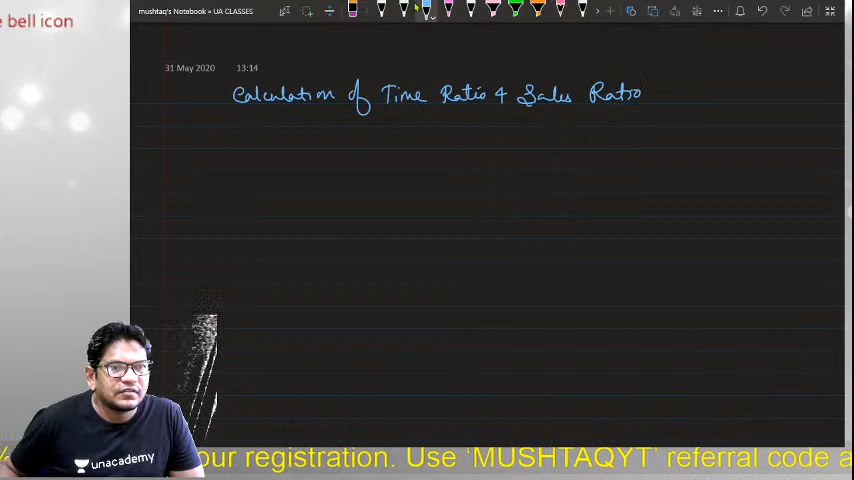 e bell icon
mushtaq's Notebook » UA CLASSES
31 May 2020 13:14
Calculation of Time Ratio & Sales Ratio
unacademy
% our registration. Use ‘MUSHTAQYT’ referral code a